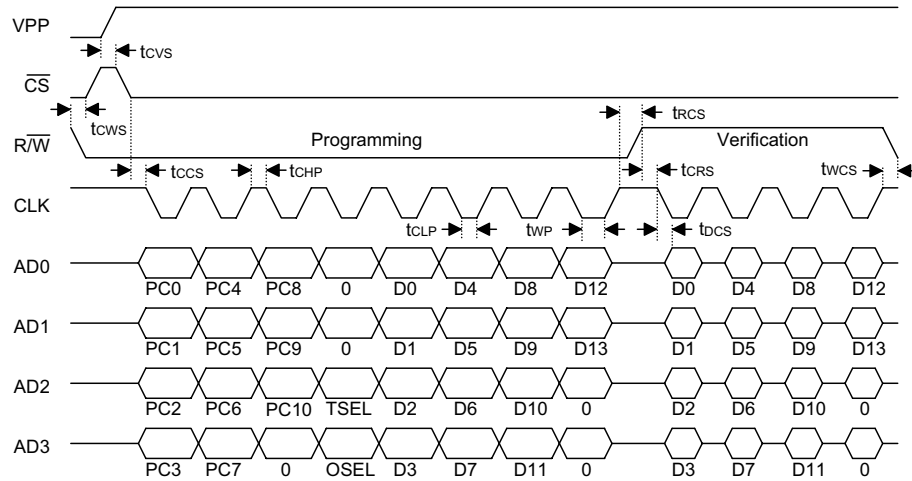 VPP
tCVS
C̅S̅
tCWS
tRCS
R/W̅ Programming Verification
tCCS tCHP tCRS tWCS
CLK
tCLP tWP tDCS
AD0
PC0 PC4 PC8 0 D0 D4 D8 D12 D0 D4 D8 D12
AD1
PC1 PC5 PC9 0 D1 D5 D9 D13 D1 D5 D9 D13
AD2
PC2 PC6 PC10 TSEL D2 D6 D10 0 D2 D6 D10 0
AD3
PC3 PC7 0 OSEL D3 D7 D11 0 D3 D7 D11 0